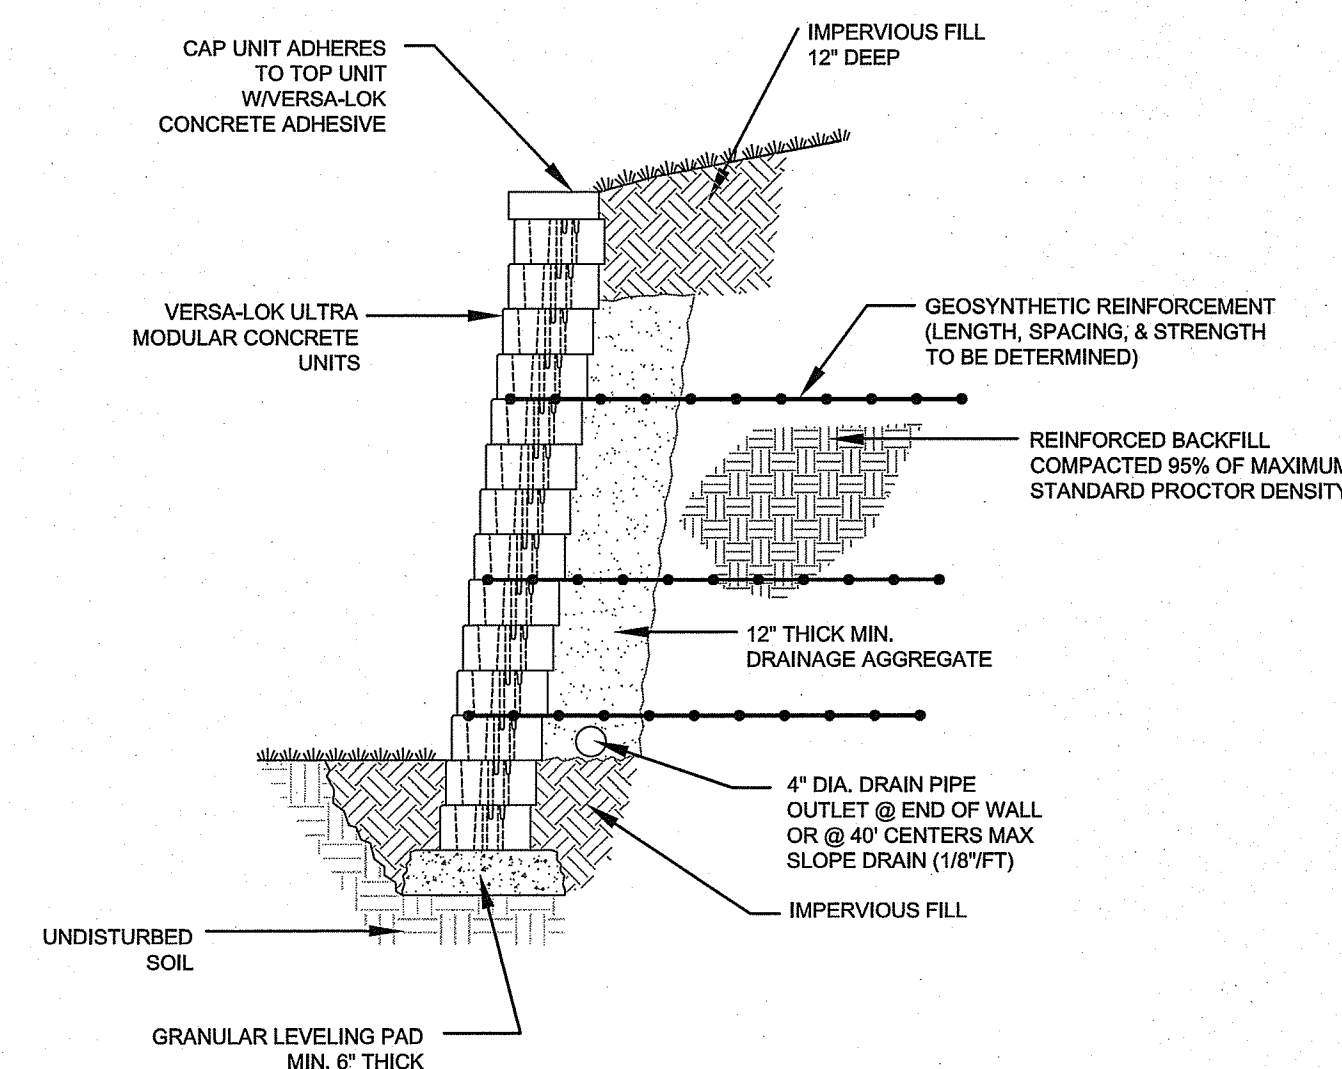 CAP UNIT ADHERES
TO TOP UNIT
W/VERSA-LOK
CONCRETE ADHESIVE
IMPERVIOUS FILL
12" DEEP
VERSA-LOK ULTRA
MODULAR CONCRETE
UNITS
GEOSYNTHETIC REINFORCEMENT
(LENGTH, SPACING, & STRENGTH
TO BE DETERMINED)
REINFORCED BACKFILL
COMPACTED 95% OF MAXIMUM
STANDARD PROCTOR DENSITY
12" THICK MIN.
DRAINAGE AGGREGATE
4" DIA. DRAIN PIPE
OUTLET @ END OF WALL
OR @ 40' CENTERS MAX
SLOPE DRAIN (1/8"/FT)
IMPERVIOUS FILL
UNDISTURBED
SOIL
GRANULAR LEVELING PAD
MIN. 6" THICK